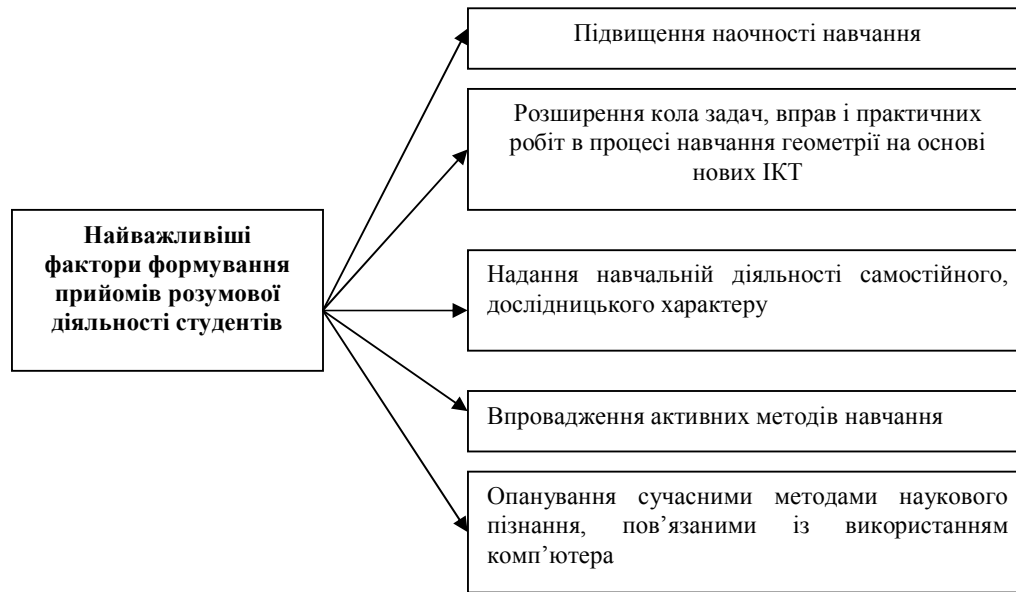 Найважливіші
фактори формування
прийомів розумової
діяльності студентів
Підвищення наочності навчання
Розширення кола задач, вправ і практичних
робіт в процесі навчання геометрії на основі
нових ІКТ
Надання навчальній діяльності самостійного,
дослідницького характеру
Впровадження активних методів навчання
Опанування сучасними методами наукового
пізнання, пов’язаними із використанням
комп’ютера